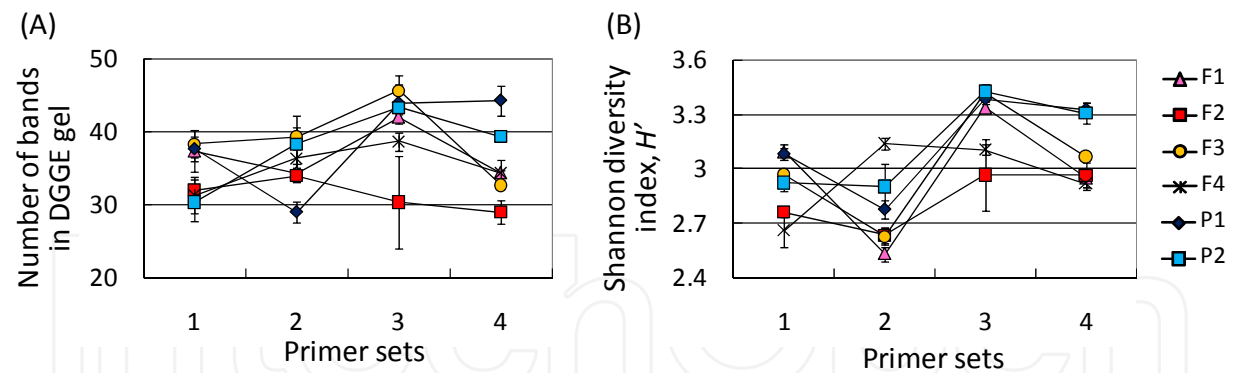 (A)
Number of bands
in DGGE gel
50
40
30
20
1 2 3 4
Primer sets
(B)
Shannon diversity
index, H’
3.6
3.3
3
2.7
2.4
1 2 3 4
Primer sets
F1
F2
F3
F4
P1
P2